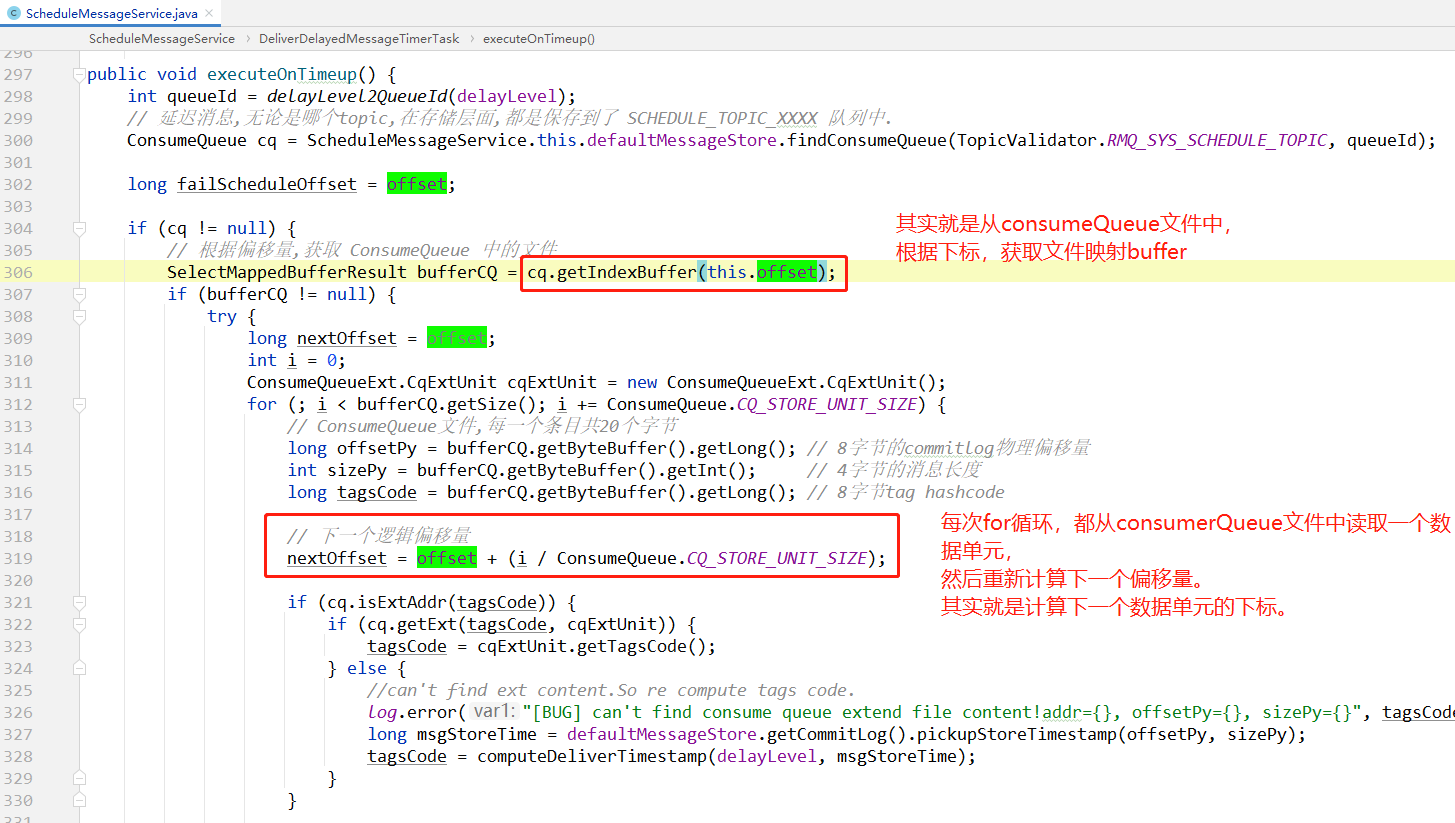 ScheduleMessageService.java
ScheduleMessageService > DeliverDelayedMessageTimerTask > executeOnTimeup()
296
297 public void executeOnTimeup() {
298 int queueId = delayLevel2QueueId(delayLevel);
299 // 延迟消息,无论是哪个topic,在存储层面,都是保存到了 SCHEDULE_TOPIC_XXXX 队列中.
300 ConsumeQueue cq = ScheduleMessageService.this.defaultMessageStore.findConsumeQueue(TopicValidator.RMQ_SYS_SCHEDULE_TOPIC, queueId);
301
302 long failScheduleOffset = offset;
303
304 if (cq != null) {
305 // 根据偏移量,获取 ConsumeQueue 中的文件
306 SelectMappedBufferResult bufferCQ = cq.getIndexBuffer(this.offset);
其实就是从consumeQueue文件中，
根据下标，获取文件映射buffer
307 if (bufferCQ != null) {
308 try {
309 long nextOffset = offset;
310 int i = 0;
311 ConsumeQueueExt.CqExtUnit cqExtUnit = new ConsumeQueueExt.CqExtUnit();
312 for (; i < bufferCQ.getSize(); i += ConsumeQueue.CQ_STORE_UNIT_SIZE) {
313 // ConsumeQueue文件,每一个条目共20个字节
314 long offsetPy = bufferCQ.getByteBuffer().getLong(); // 8字节的commitLog物理偏移量
315 int sizePy = bufferCQ.getByteBuffer().getInt(); // 4字节的消息长度
316 long tagsCode = bufferCQ.getByteBuffer().getLong(); // 8字节tag hashcode
317
318 // 下一个逻辑偏移量
319 nextOffset = offset + (i / ConsumeQueue.CQ_STORE_UNIT_SIZE);
每次for循环，都从consumerQueue文件中读取一个数
据单元，
然后重新计算下一个偏移量。
其实就是计算下一个数据单元的下标。
320
321 if (cq.isExtAddr(tagsCode)) {
322 if (cq.getExt(tagsCode, cqExtUnit)) {
323 tagsCode = cqExtUnit.getTagsCode();
324 } else {
325 //can't find ext content.So re compute tags code.
326 log.error( var1: "[BUG] can't find consume queue extend file content!addr={}, offsetPy={}, sizePy={}", tagsCode
327 long msgStoreTime = defaultMessageStore.getCommitLog().pickupStoreTimestamp(offsetPy, sizePy);
328 tagsCode = computeDeliverTimestamp(delayLevel, msgStoreTime);
329 }
330 }
331